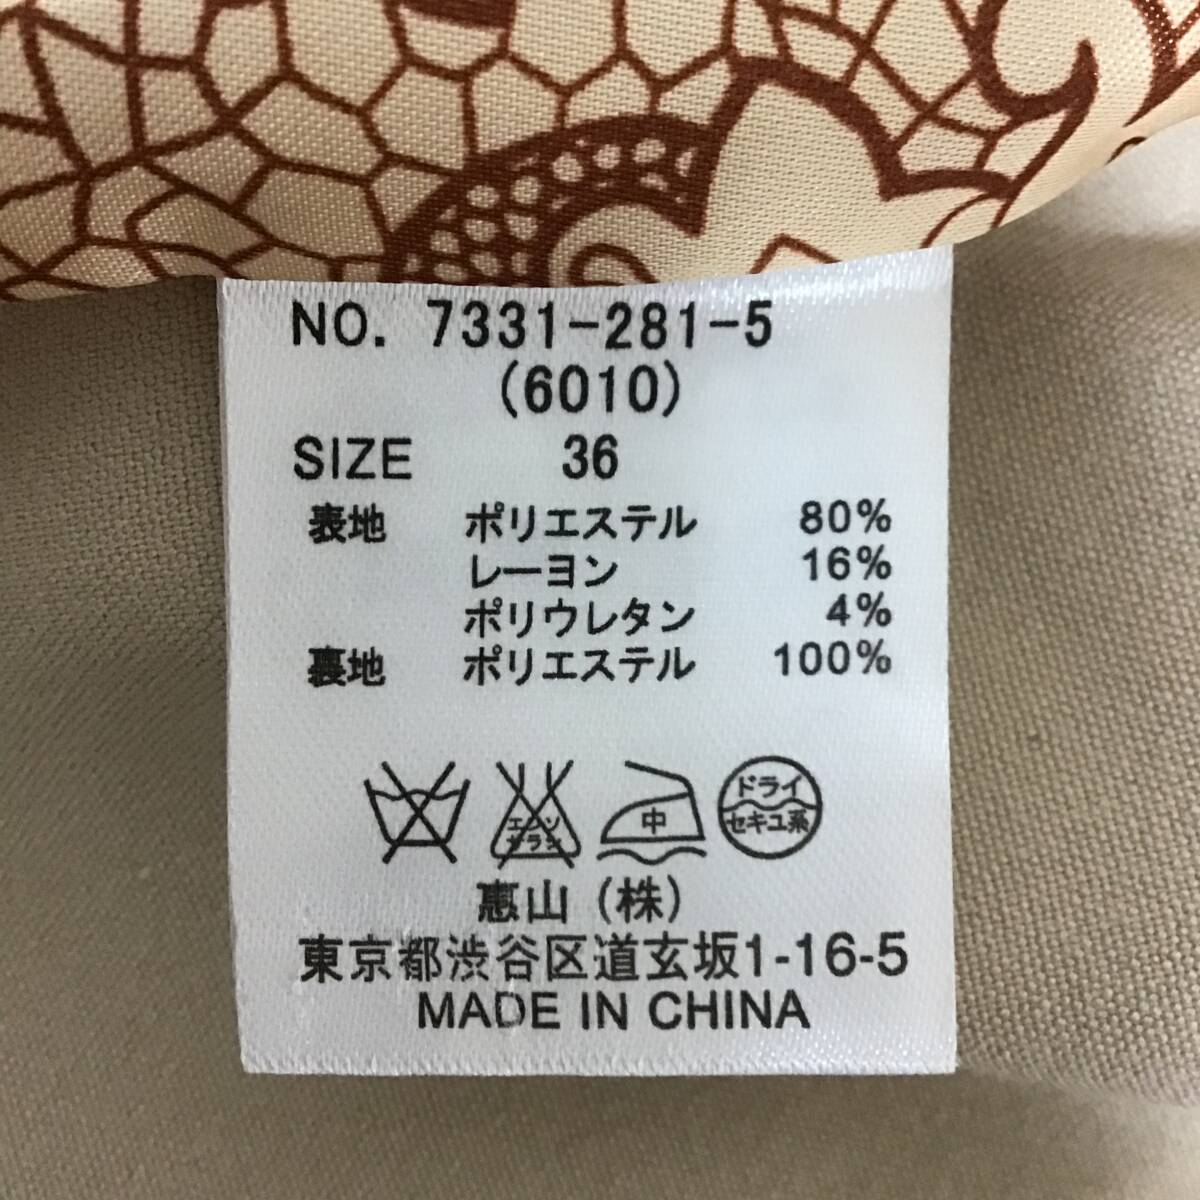 NO. 7331-281-5
(6010)
SIZE 36
表地 ポリエステル 80%
レーヨン 16%
ポリウレタン 4%
裏地 ポリエステル 100%
エンソ
サラシ
中
ドライ
セキユ系
惠山(株)
東京都渋谷区道玄坂1-16-5
MADE IN CHINA